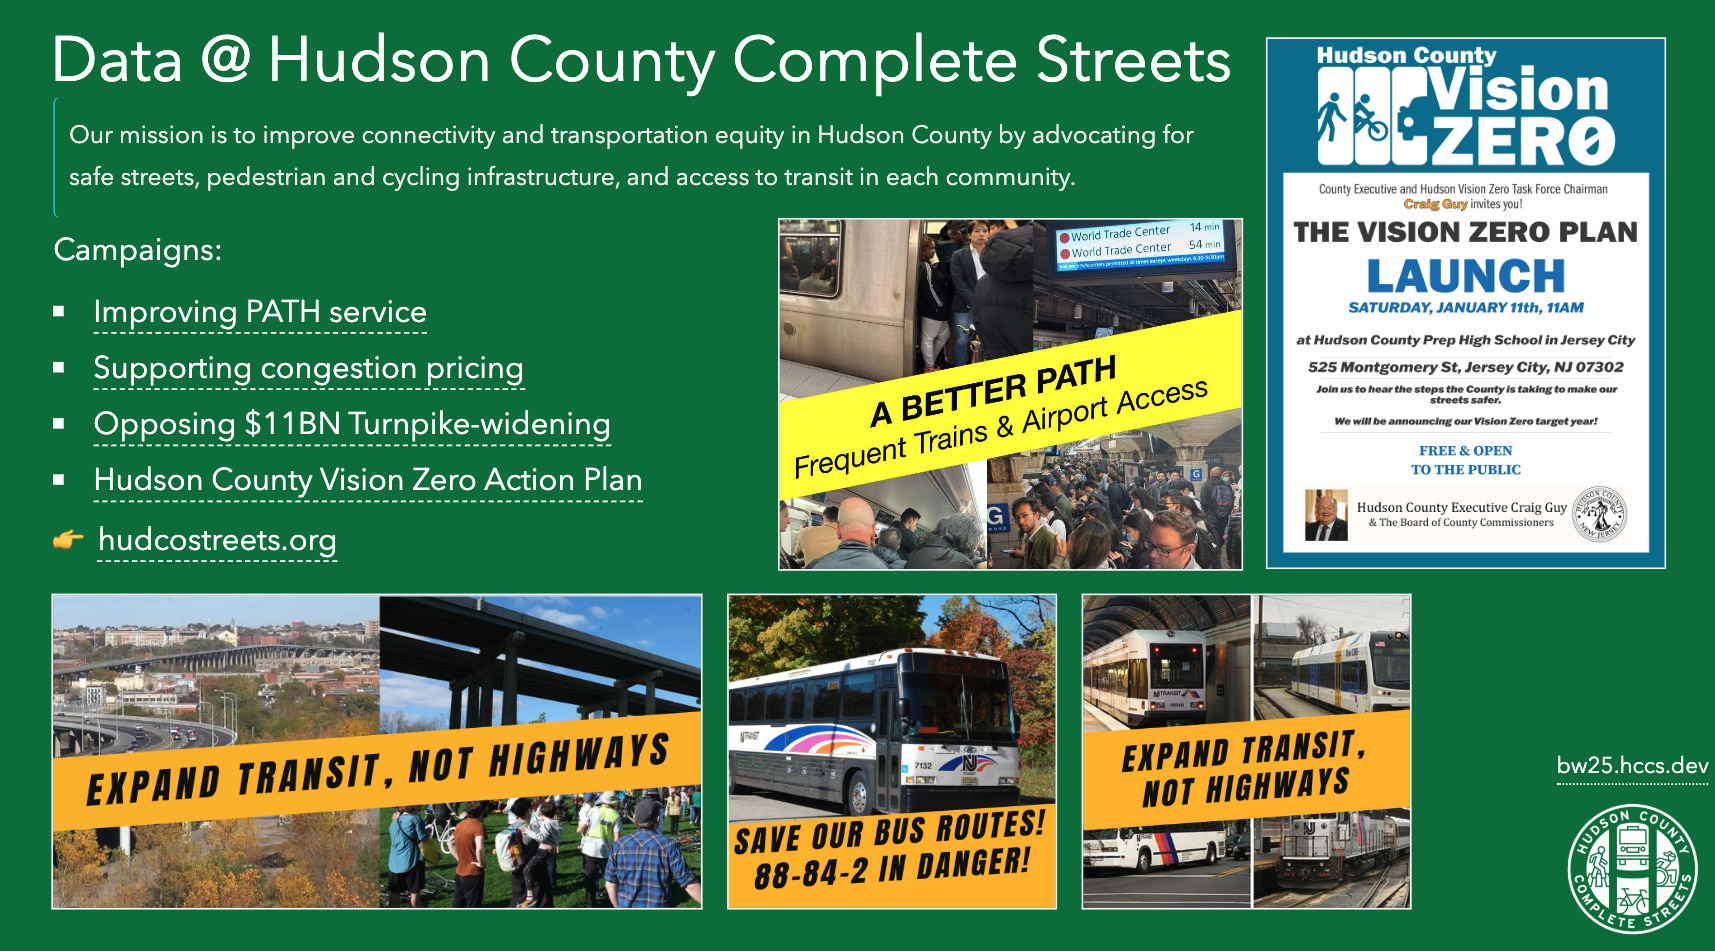 Data @ Hudson County Complete Streets
Our mission is to improve connectivity and transportation equity in Hudson County by advocating for
safe streets, pedestrian and cycling infrastructure, and access to transit in each community.
Campaigns:
Improving PATH service
Supporting congestion pricing
Opposing $11BN Turnpike-widening
Hudson County Vision Zero Action Plan
👉 hudcostreets.org
World Trade Center 14 min
World Trade Center 54 min
A BETTER PATH
Frequent Trains & Airport Access
G
G
Hudson County
Vision
ZERO
County Executive and Hudson Vision Zero Task Force Chairman
Craig Guy invites you!
THE VISION ZERO PLAN
LAUNCH
SATURDAY, JANUARY 11th, 11AM
at Hudson County Prep High School in Jersey City
525 Montgomery St, Jersey City, NJ 07302
Join us to hear the steps the County is taking to make our
streets safer.
We will be announcing our Vision Zero target year!
FREE & OPEN
TO THE PUBLIC
Hudson County Executive Craig Guy
& The Board of County Commissioners
HUDSON COUNTY
NEW JERSEY
EXPAND TRANSIT, NOT HIGHWAYS
NJ TRANSIT
7132
SAVE OUR BUS ROUTES!
88-84-2 IN DANGER!
NJ TRANSIT
EXPAND TRANSIT,
NOT HIGHWAYS
bw25.hccs.dev
HUDSON COUNTY
COMPLETE STREETS